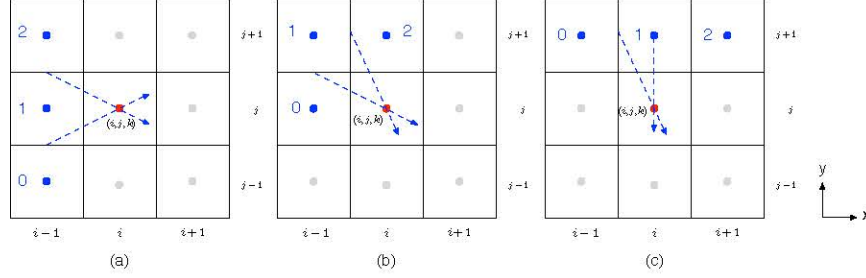 2
1
0
(i, j, k)
j+1
j
j−1
i−1
i
i+1
(a)
1
2
0
(i, j, k)
j+1
j
j−1
i−1
i
i+1
(b)
0
1
2
(i, j, k)
j+1
j
j−1
i−1
i
i+1
(c)
y
x